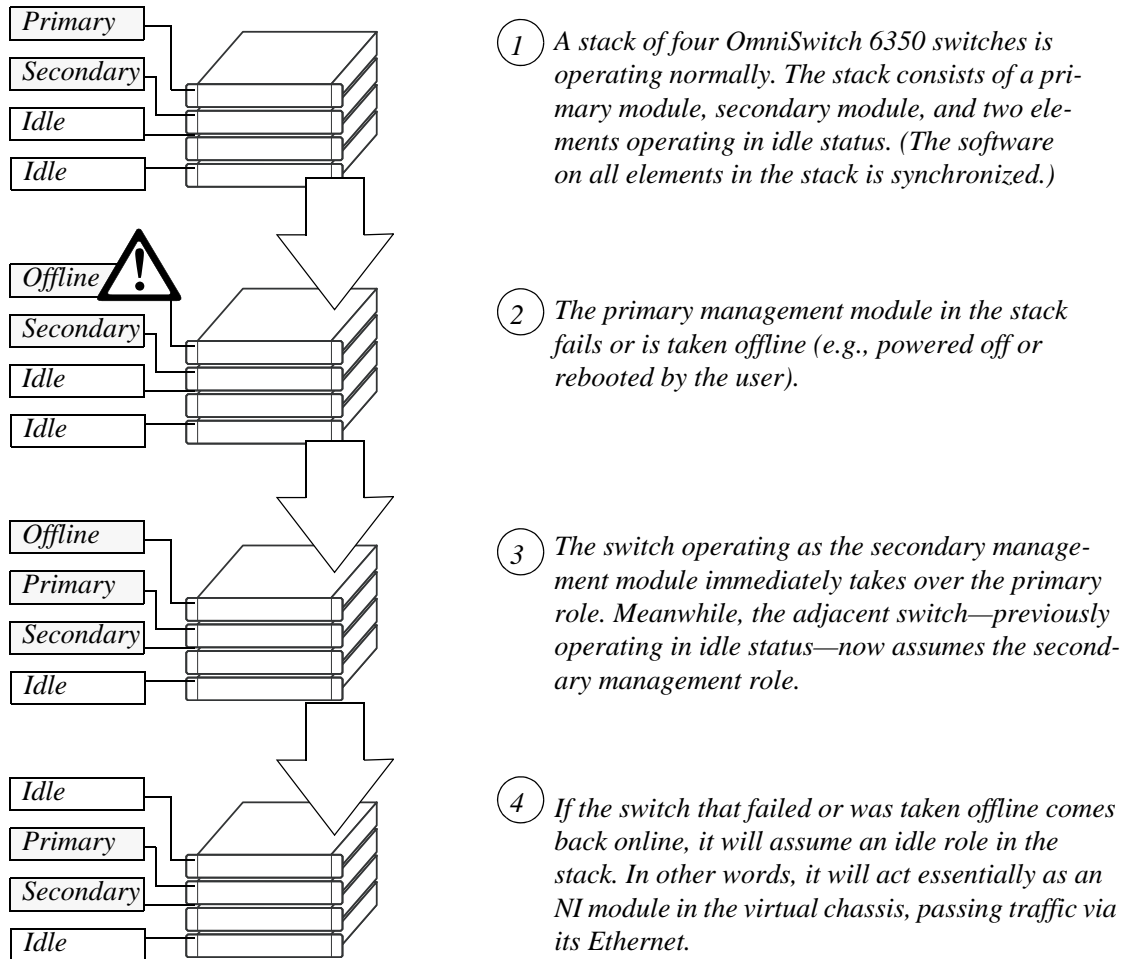 Primary
Secondary
Idle
Idle
1
A stack of four OmniSwitch 6350 switches is
operating normally. The stack consists of a pri-
mary module, secondary module, and two ele-
ments operating in idle status. (The software
on all elements in the stack is synchronized.)
Offline
!
Secondary
Idle
Idle
2
The primary management module in the stack
fails or is taken offline (e.g., powered off or
rebooted by the user).
Offline
Primary
Secondary
Idle
3
The switch operating as the secondary manage-
ment module immediately takes over the primary
role. Meanwhile, the adjacent switch—previously
operating in idle status—now assumes the second-
ary management role.
Idle
Primary
Secondary
Idle
4
If the switch that failed or was taken offline comes
back online, it will assume an idle role in the
stack. In other words, it will act essentially as an
NI module in the virtual chassis, passing traffic via
its Ethernet.